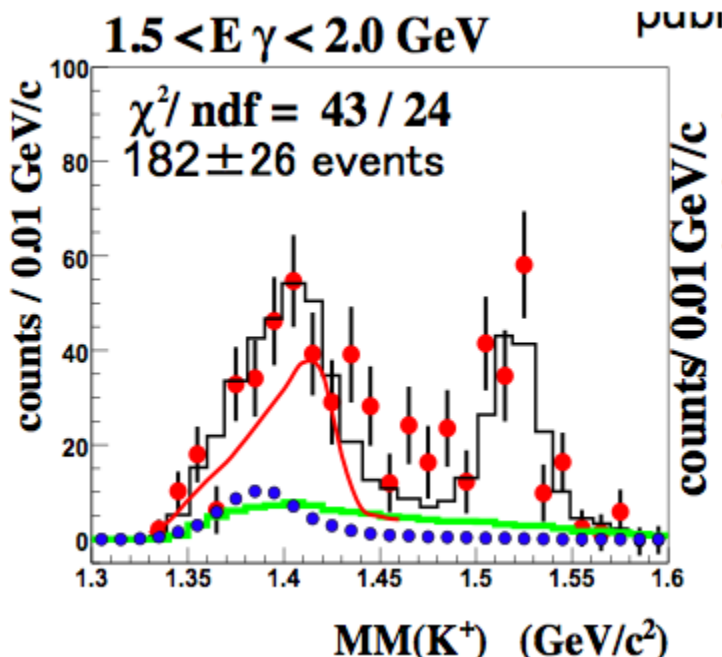 1.5 < E γ < 2.0 GeV
χ²/ ndf = 43 / 24
182±26 events
counts / 0.01 GeV/c
100
80
60
40
20
0
1.3 1.35 1.4 1.45 1.5 1.55 1.6
MM(K⁺) (GeV/c²)
counts/ 0.01 GeV/c